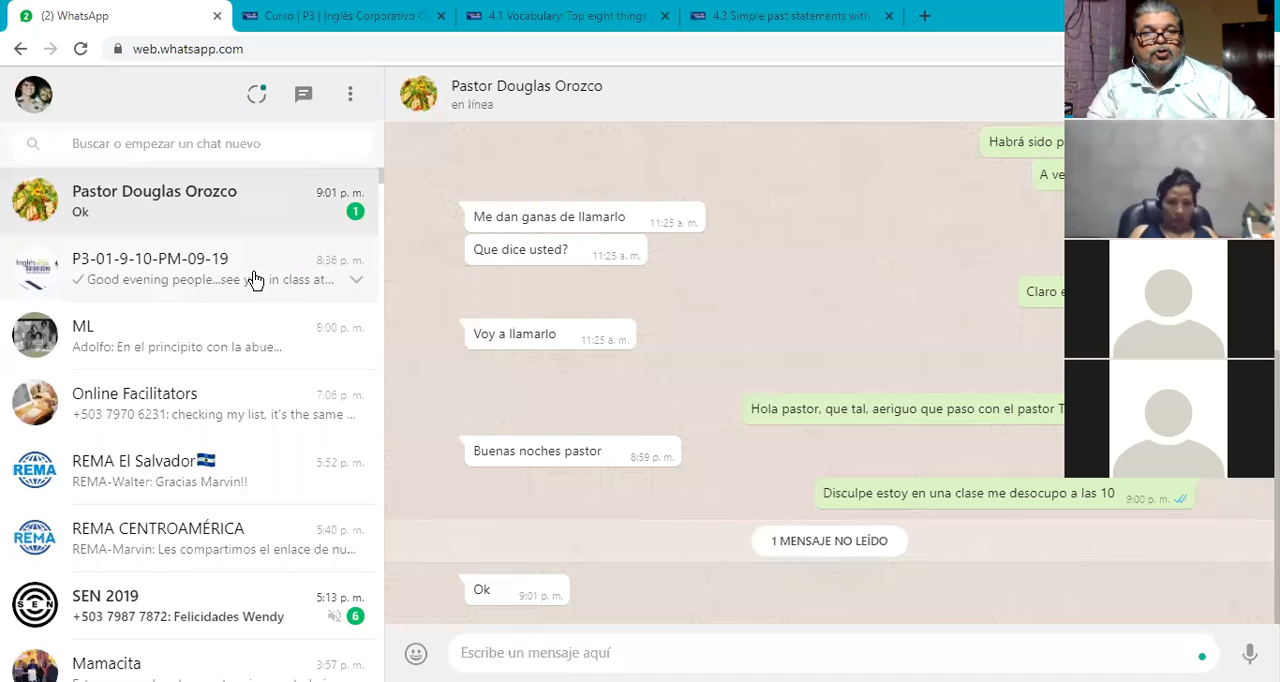 (2) WhatsApp
Curso | P3 | Inglés Corporativo O
4.1 Vocabulary: Top eight things
4.3 Simple past statements with
web.whatsapp.com
Buscar o empezar un chat nuevo
Pastor Douglas Orozco
9:01 p. m.
Ok
1
P3-01-9-10-PM-09-19
8:36 p. m.
Good evening people...see in class at...
ML
8:00 p. m.
Adolfo: En el principito con la abue...
Online Facilitators
7:06 p. m.
+503 7970 6231: checking my list, it's the same ...
REMA El Salvador
5:52 p. m.
REMA-Walter: Gracias Marvin!!
REMA CENTROAMÉRICA
5:40 p. m.
REMA-Marvin: Les compartimos el enlace de nu...
SEN 2019
5:13 p. m.
+503 7987 7872: Felicidades Wendy
6
Mamacita
3:57 p. m.
Pastor Douglas Orozco
en línea
Habrá sido p
A ve
Me dan ganas de llamarlo
11:25 a. m.
Que dice usted?
11:25 a. m.
Claro e
Voy a llamarlo
11:25 a. m.
Hola pastor, que tal, aeriguo que paso con el pastor T
Buenas noches pastor
8:59 p. m.
Disculpe estoy en una clase me desocupo a las 10
9:00 p. m.
1 MENSAJE NO LEÍDO
Ok
9:01 p. m.
Escribe un mensaje aquí
REMA
REMA
SEN